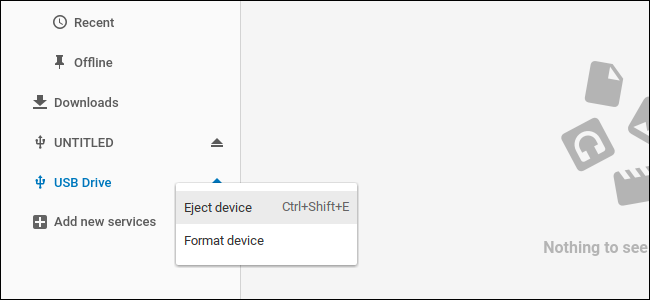 Recent
Offline
Downloads
UNTITLED
USB Drive
Eject device Ctrl+Shift+E
Add new services
Format device
Nothing to see